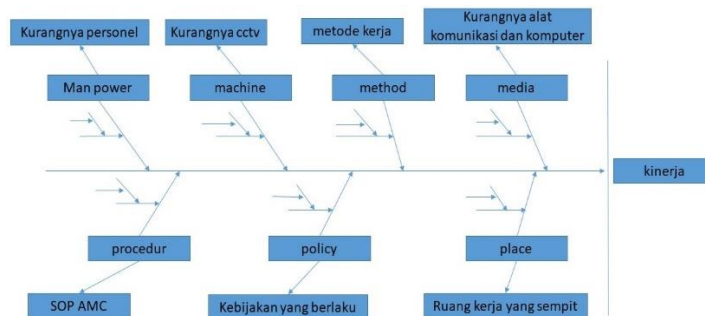 Kurangnya personel
Kurangnya cctv
metode kerja
Kurangnya alat
komunikasi dan komputer
Man power
machine
method
media
kinerja
procedur
policy
place
SOP AMC
Kebijakan yang berlaku
Ruang kerja yang sempit